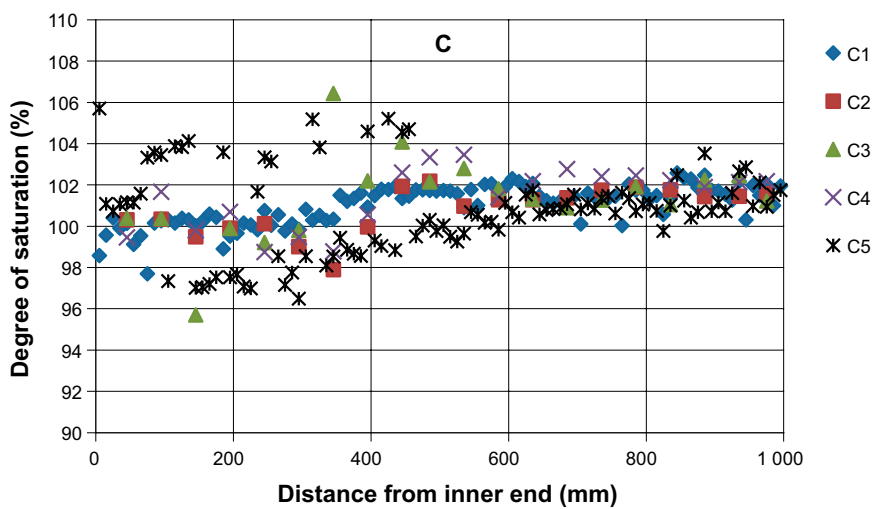 110
108
106
104
102
100
98
96
94
92
90
Degree of saturation (%)
C
0
200
400
600
800
1 000
Distance from inner end (mm)
C1
C2
C3
C4
C5